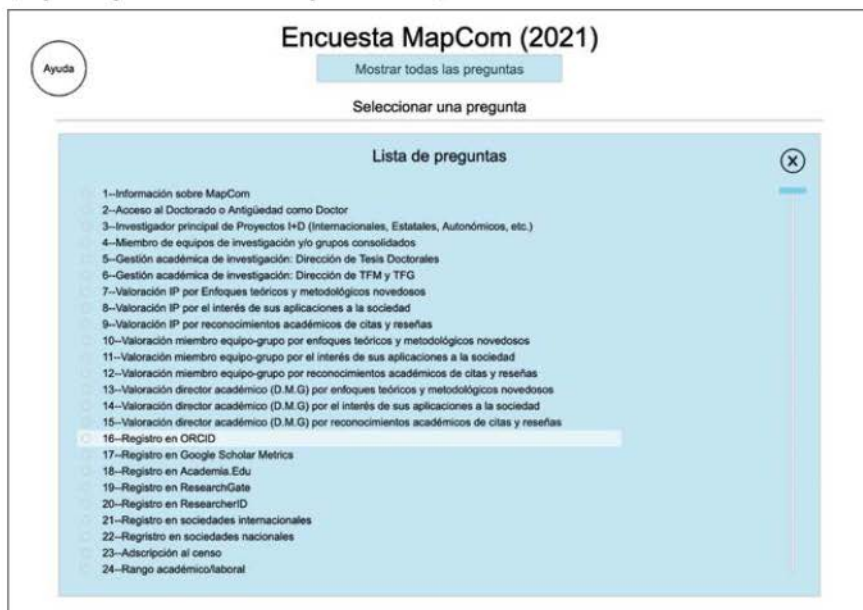 Encuesta MapCom (2021)
Ayuda
Mostrar todas las preguntas
Seleccionar una pregunta
Lista de preguntas
X
1--Información sobre MapCom
2--Acceso al Doctorado o Antigüedad como Doctor
3--Investigador principal de Proyectos I+D (Internacionales, Estatales, Autonómicos, etc.)
4--Miembro de equipos de investigación y/o grupos consolidados
5--Gestión académica de investigación: Dirección de Tesis Doctorales
6--Gestión académica de investigación: Dirección de TFM y TFG
7--Valoración IP por Enfoques teóricos y metodológicos novedosos
8--Valoración IP por el interés de sus aplicaciones a la sociedad
9--Valoración IP por reconocimientos académicos de citas y reseñas
10--Valoración miembro equipo-grupo por enfoques teóricos y metodológicos novedosos
11--Valoración miembro equipo-grupo por el interés de sus aplicaciones a la sociedad
12--Valoración miembro equipo-grupo por reconocimientos académicos de citas y reseñas
13--Valoración director académico (D.M.G) por enfoques teóricos y metodológicos novedosos
14--Valoración director académico (D.M.G) por el interés de sus aplicaciones a la sociedad
15--Valoración director académico (D.M.G) por reconocimientos académicos de citas y reseñas
16--Registro en ORCID
17--Registro en Google Scholar Metrics
18--Registro en Academia.Edu
19--Registro en ResearchGate
20--Registro en ResearcherID
21--Registro en sociedades internacionales
22--Regristro en sociedades nacionales
23--Adscripción al censo
24--Rango académico/laboral